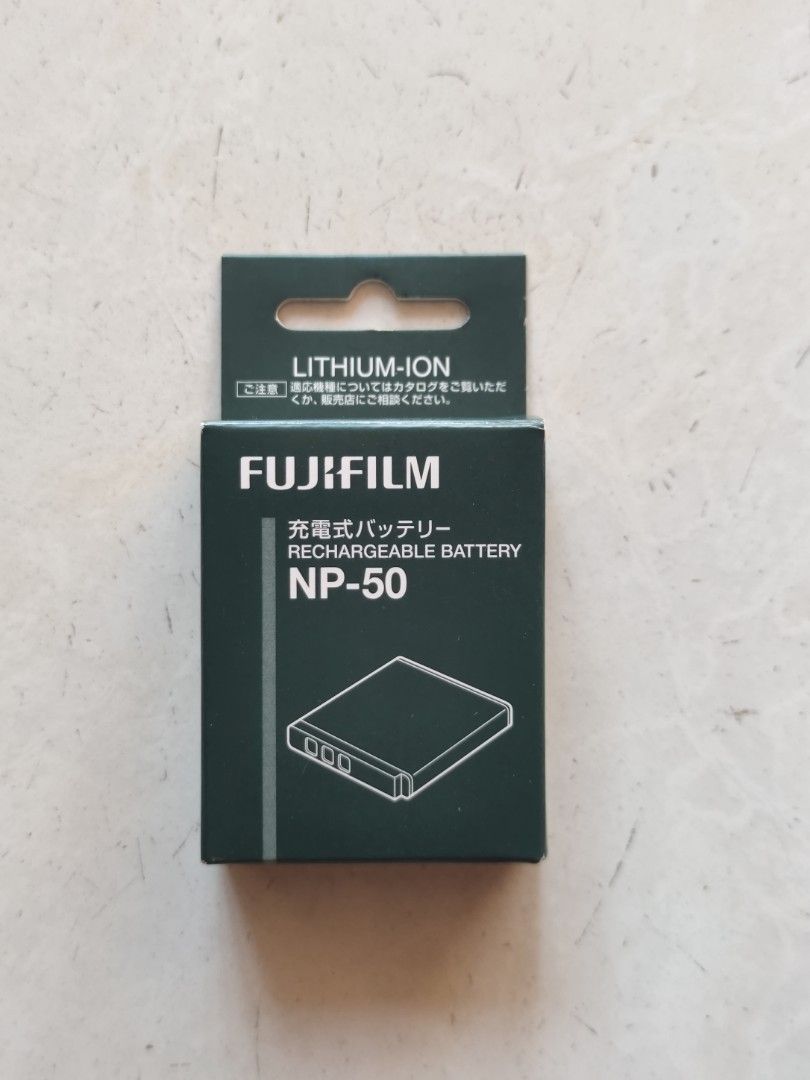 LITHIUM-ION
ご注意 適応機種についてはカタログをご覧いただ
くか、販売店にご相談ください。
FUJIFILM
充電式バッテリー
RECHARGEABLE BATTERY
NP-50